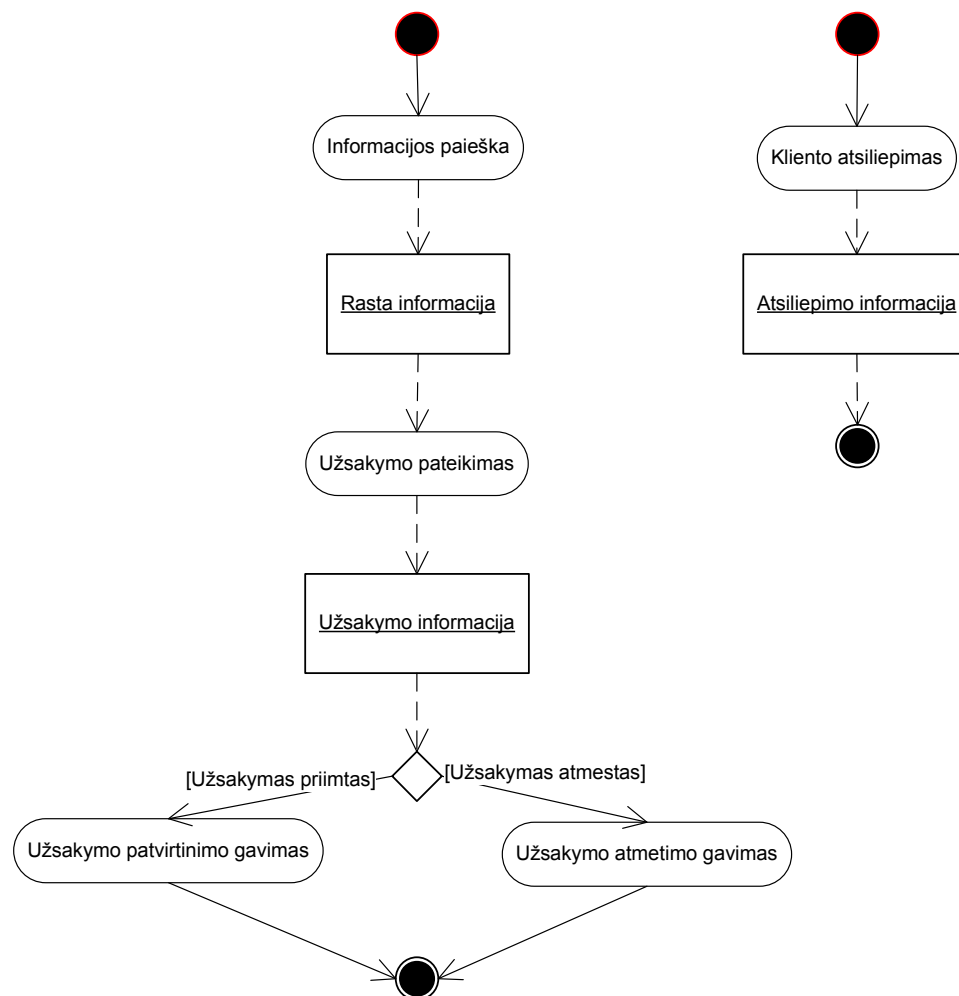 Informacijos paieška
Kliento atsiliepimas
Rasta informacija
Atsiliepimo informacija
Užsakymo pateikimas
Užsakymo informacija
[Užsakymas priimtas]
[Užsakymas atmestas]
Užsakymo patvirtinimo gavimas
Užsakymo atmetimo gavimas